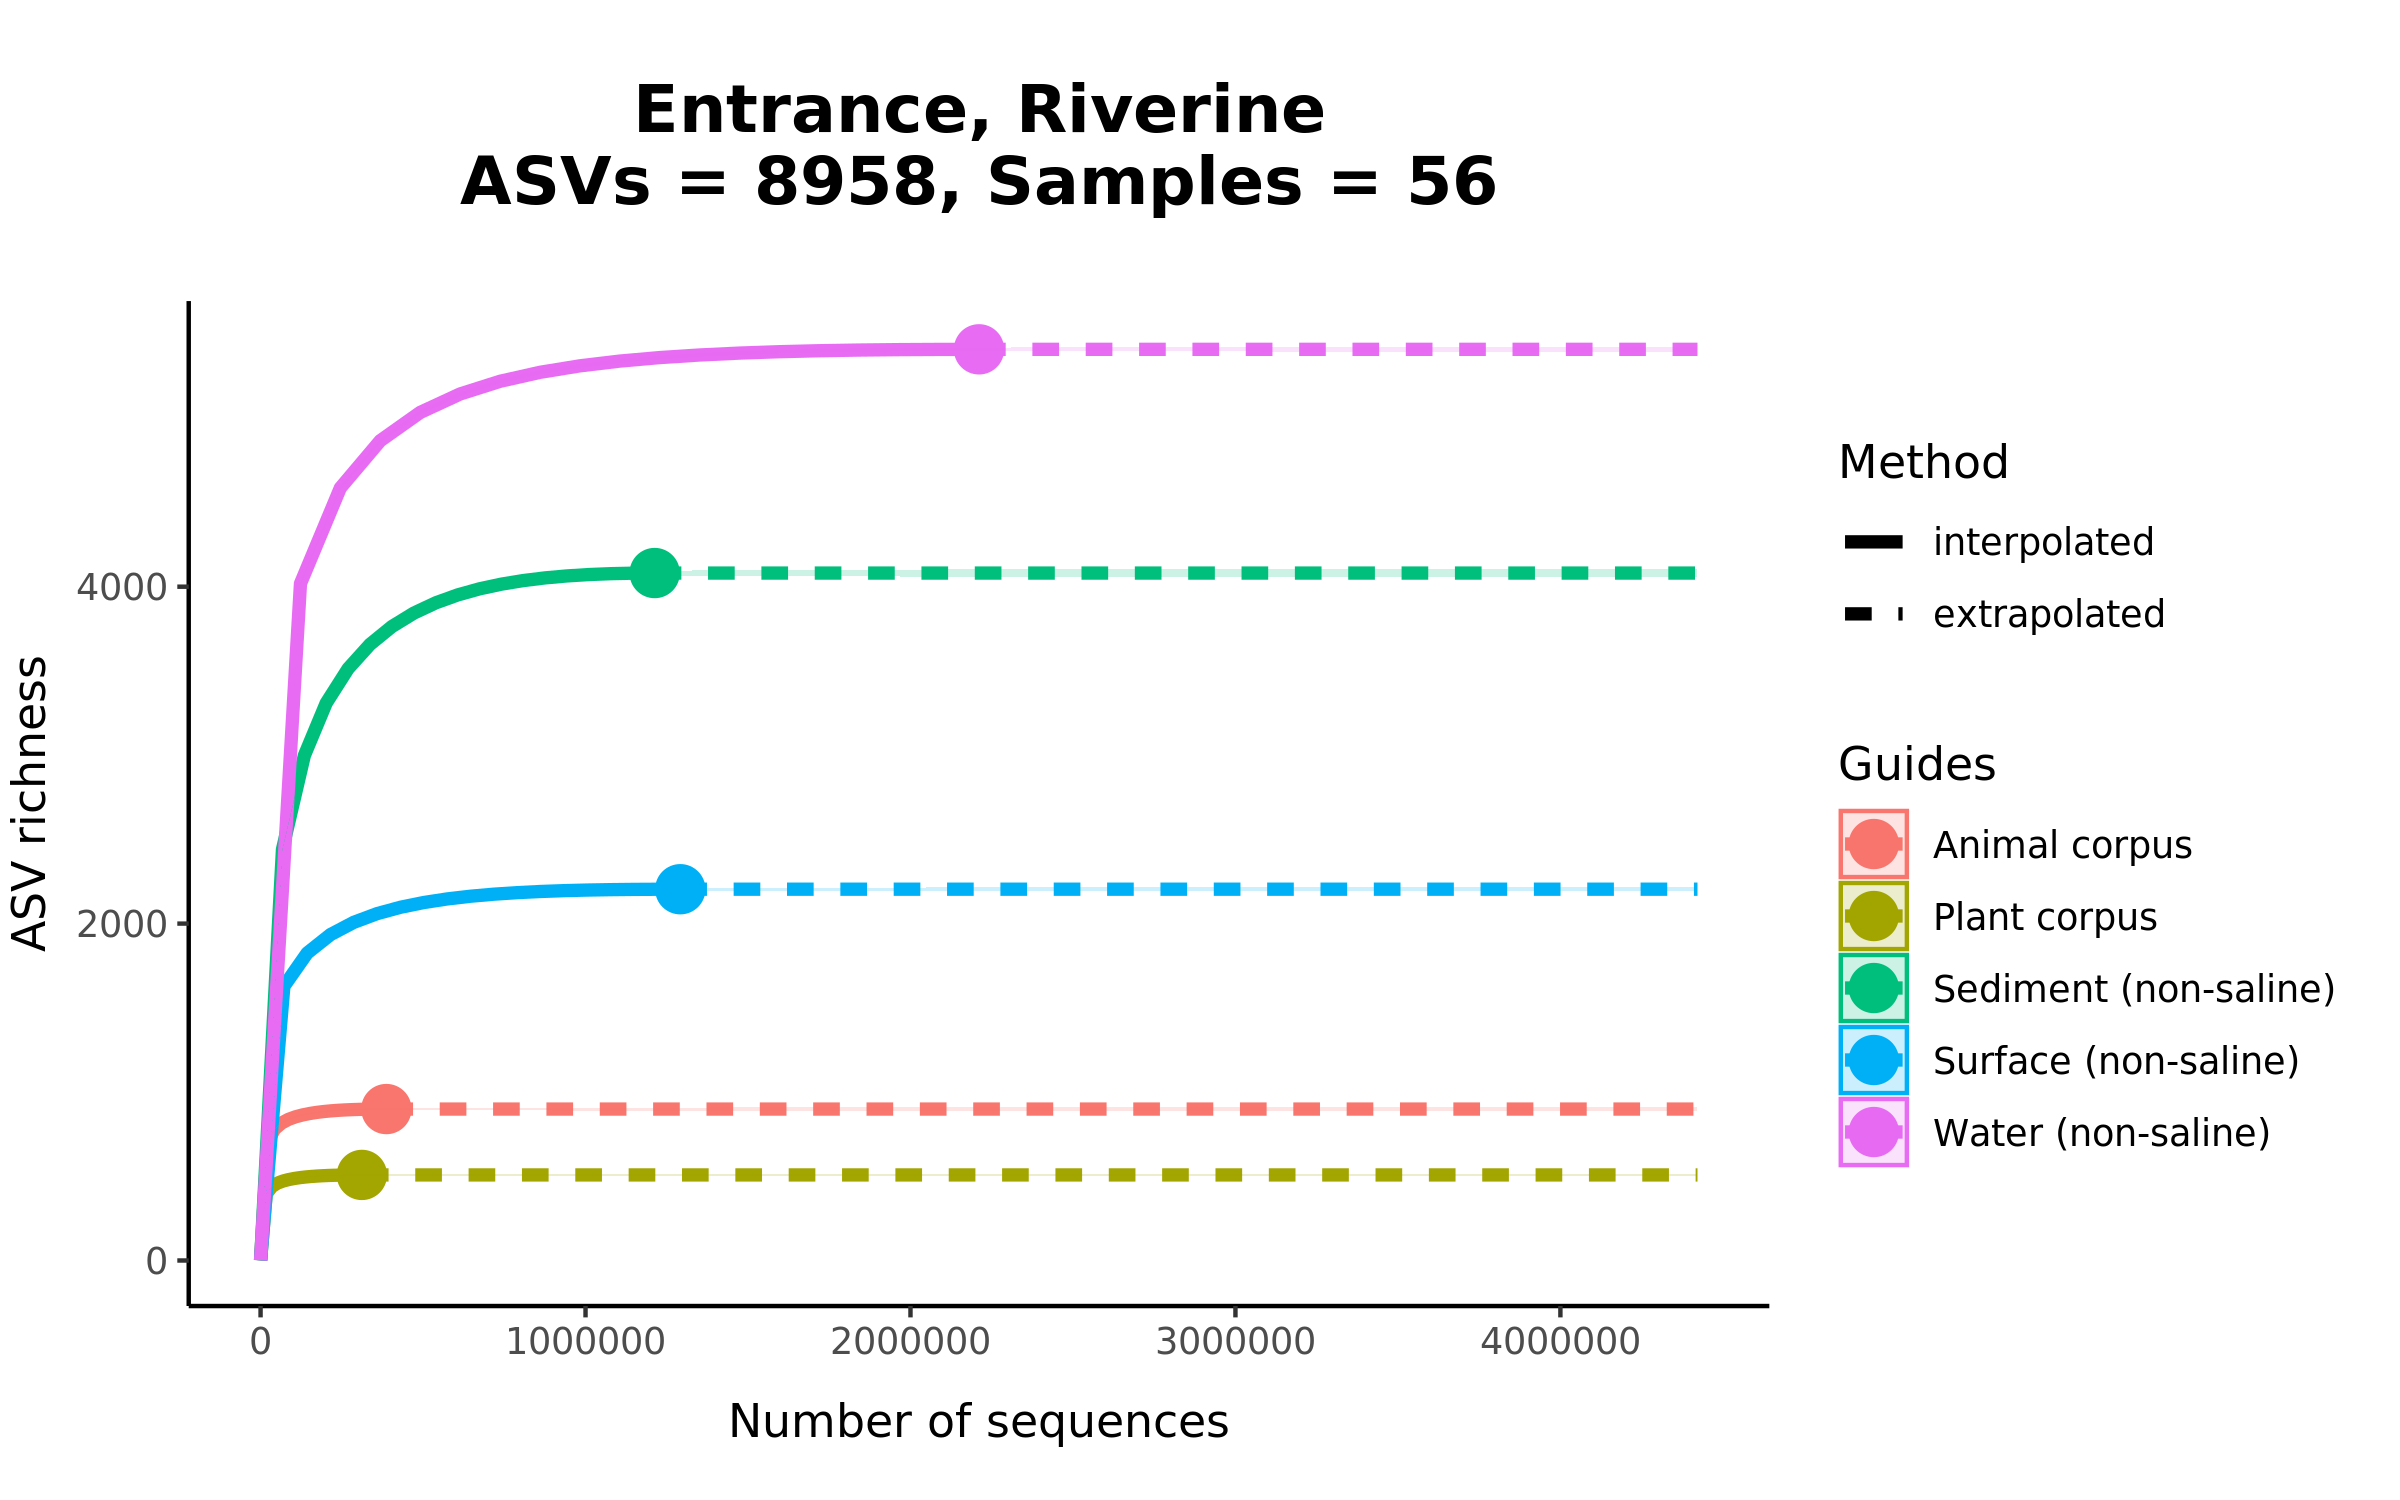 Entrance, Riverine
ASVs = 8958, Samples = 56
ASV richness
4000
2000
0
0
1000000
2000000
3000000
4000000
Number of sequences
Method
interpolated
extrapolated
Guides
Animal corpus
Plant corpus
Sediment (non-saline)
Surface (non-saline)
Water (non-saline)